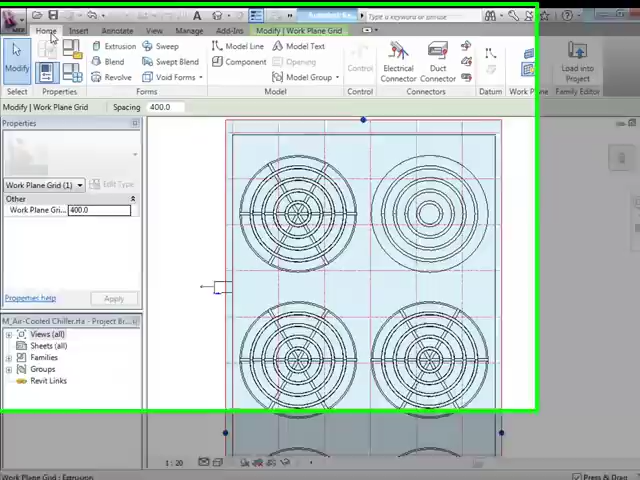 Type a keyword or phrase
Home Insert Annotate View Manage Add-Ins Modify | Work Plane Grid
Extrusion Sweep Model Line Model Text
Modify Blend Swept Blend Component Control Electrical Connector Duct Connector Load into Project
Revolve Void Forms Model Group
Select Properties Forms Model Control Connectors Datum Work Plane Family Editor
Modify | Work Plane Grid Spacing 400.0
Properties
Work Plane Grid (1) Edit Type
Other
Work Plane Gri... 400.0
Properties help Apply
M_Air-Cooled Chiller.rfa - Project Br...
Views (all)
Sheets (all)
Families
Groups
Revit Links
1 : 20
Work Plane Grid : Extrusion Press & Drag